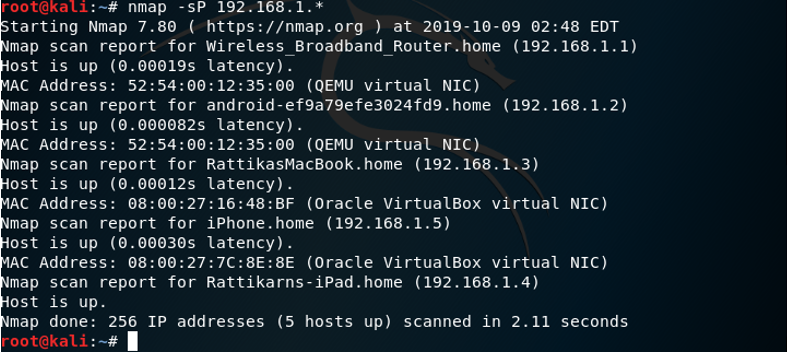 root@kali:~# nmap -sP 192.168.1.*
Starting Nmap 7.80 ( https://nmap.org ) at 2019-10-09 02:48 EDT
Nmap scan report for Wireless_Broadband_Router.home (192.168.1.1)
Host is up (0.00019s latency).
MAC Address: 52:54:00:12:35:00 (QEMU virtual NIC)
Nmap scan report for android-ef9a79efe3024fd9.home (192.168.1.2)
Host is up (0.000082s latency).
MAC Address: 52:54:00:12:35:00 (QEMU virtual NIC)
Nmap scan report for RattikasMacBook.home (192.168.1.3)
Host is up (0.00012s latency).
MAC Address: 08:00:27:16:48:BF (Oracle VirtualBox virtual NIC)
Nmap scan report for iPhone.home (192.168.1.5)
Host is up (0.00030s latency).
MAC Address: 08:00:27:7C:8E:8E (Oracle VirtualBox virtual NIC)
Nmap scan report for Rattikarns-iPad.home (192.168.1.4)
Host is up.
Nmap done: 256 IP addresses (5 hosts up) scanned in 2.11 seconds
root@kali:~#